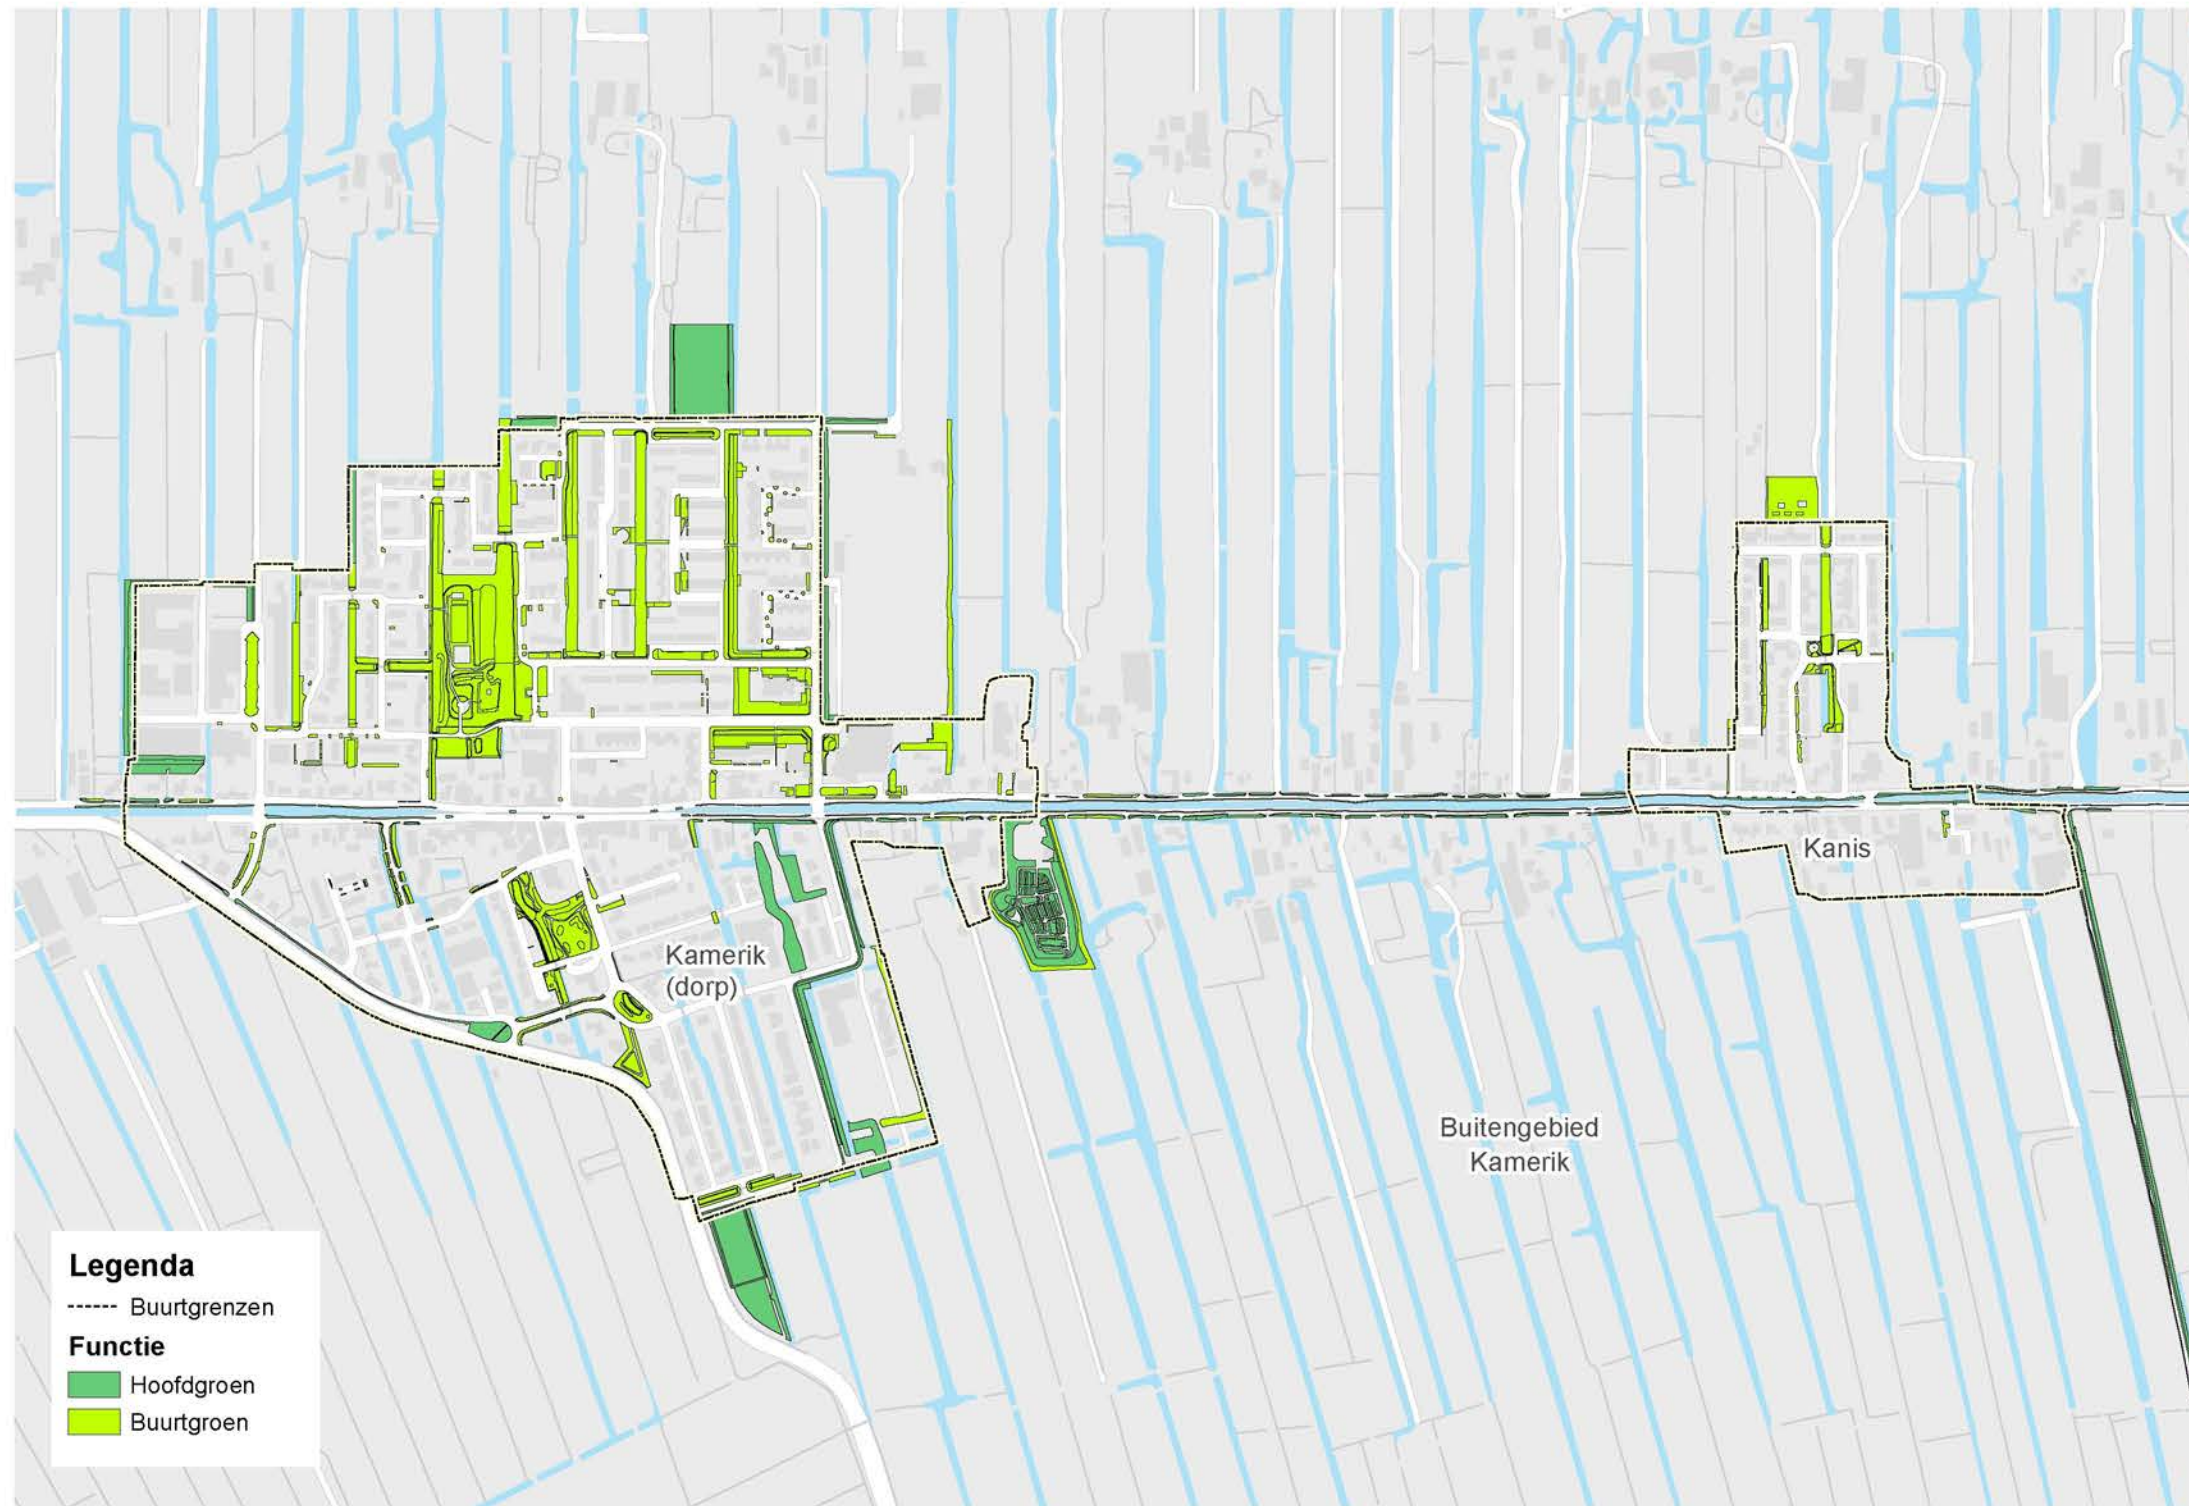 Kanis
Kamerik
(dorp)
Buitengebied
Kamerik
Legenda
Buurtgrenzen
Functie
Hoofdgroen
Buurtgroen